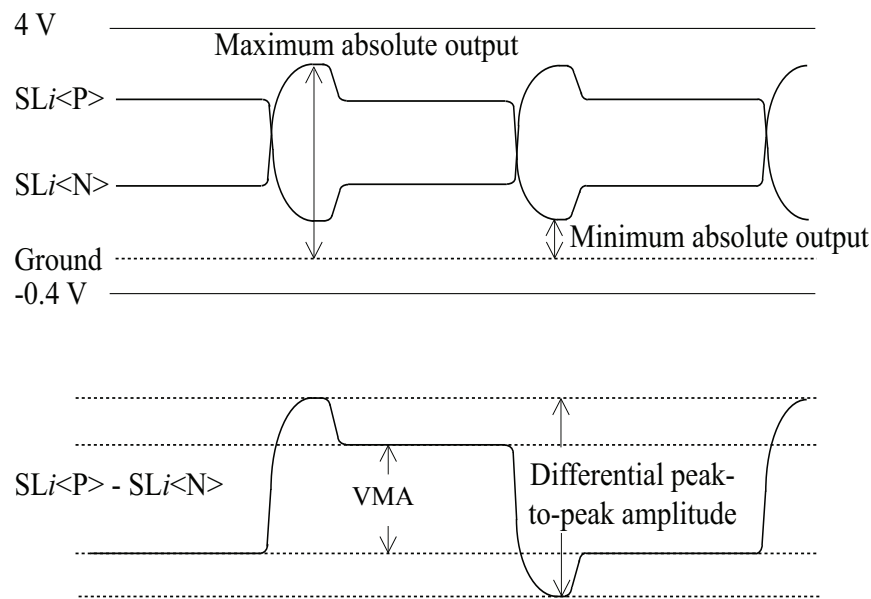 4 V
Maximum absolute output
SLi<P>
SLi<N>
Minimum absolute output
Ground
-0.4 V
SLi<P> - SLi<N>
VMA
Differential peak-
to-peak amplitude